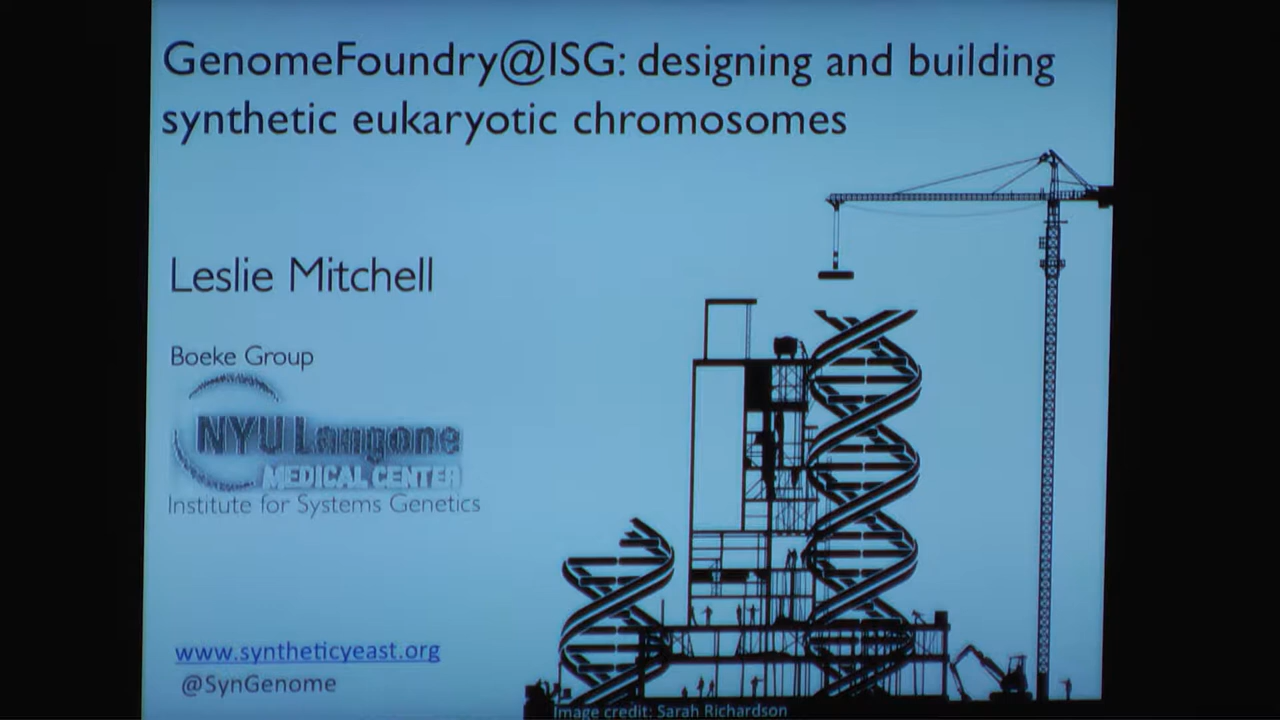 GenomeFoundry@ISG: designing and building
synthetic eukaryotic chromosomes
Leslie Mitchell
Boeke Group
NYU Langone
MEDICAL CENTER
Institute for Systems Genetics
www.syntheticyeast.org
@SynGenome
Image credit: Sarah Richardson